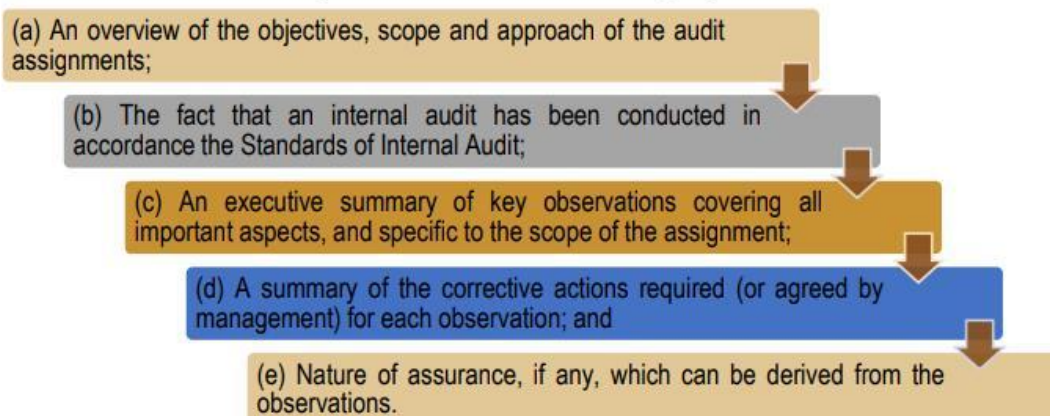 (a) An overview of the objectives, scope and approach of the audit
assignments;
(b) The fact that an internal audit has been conducted in
accordance the Standards of Internal Audit;
(c) An executive summary of key observations covering all
important aspects, and specific to the scope of the assignment;
(d) A summary of the corrective actions required (or agreed by
management) for each observation; and
(e) Nature of assurance, if any, which can be derived from the
observations.